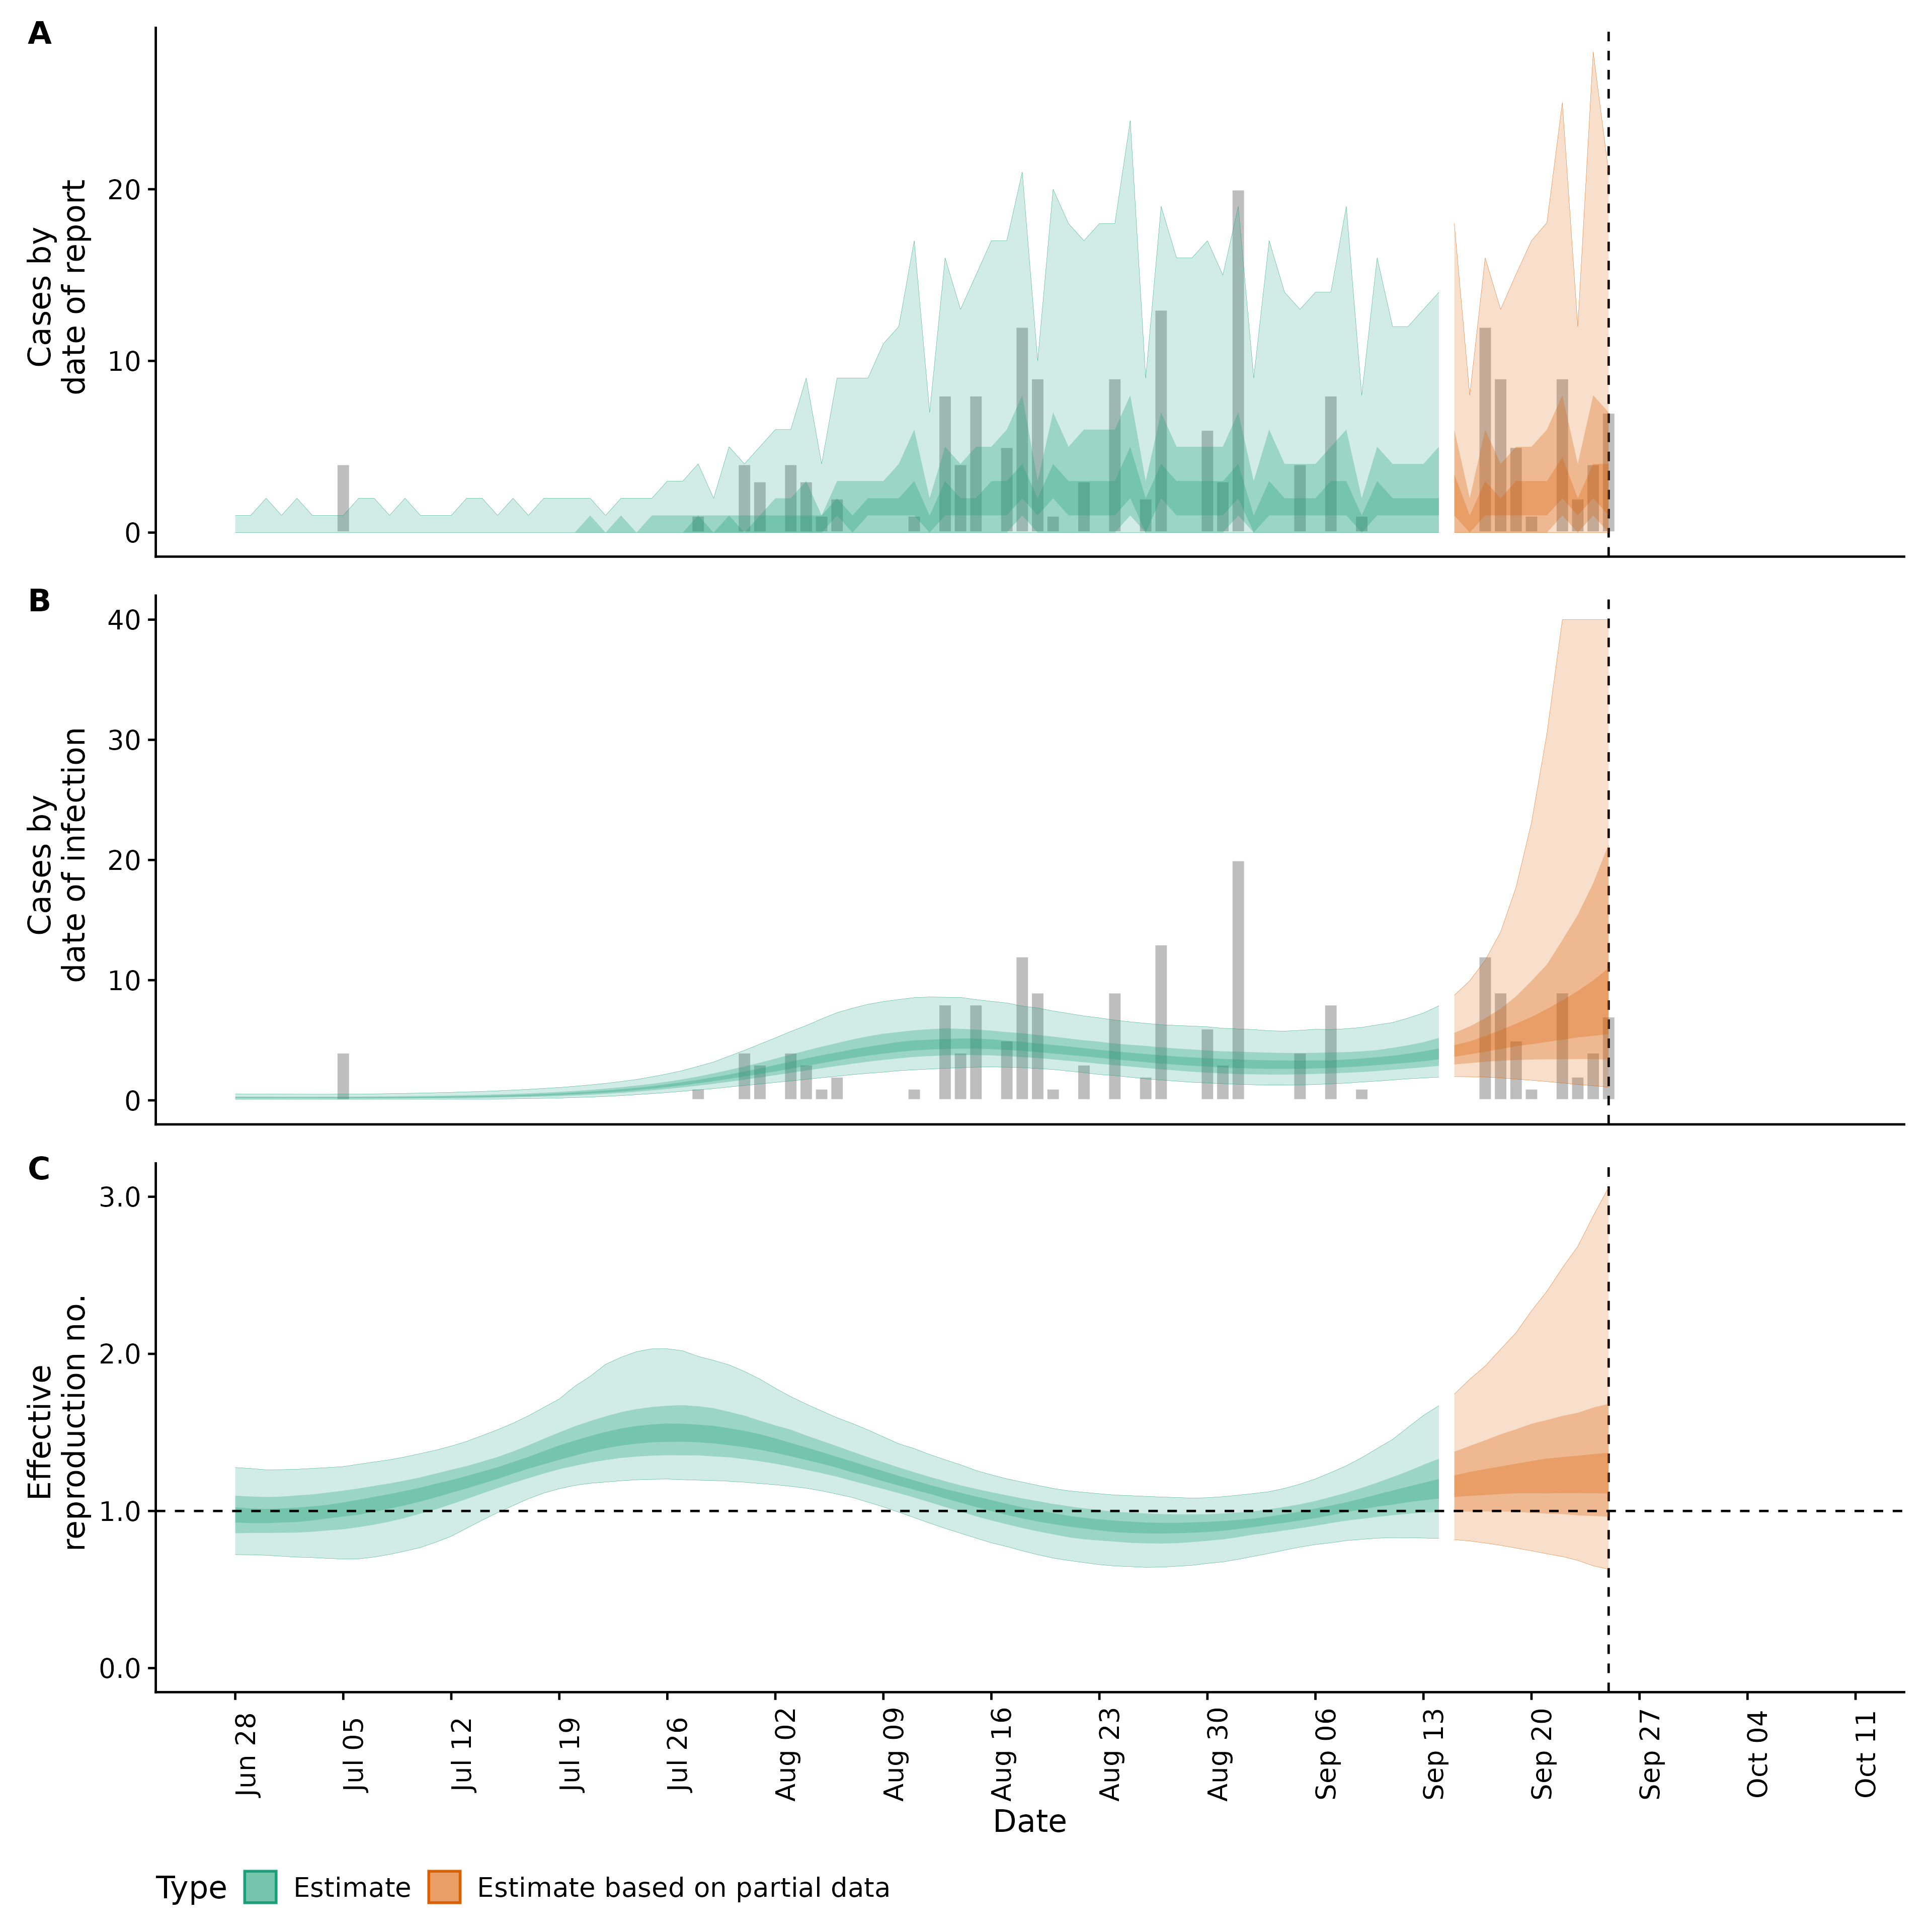 A
Cases by
date of report
20
10
0
B
Cases by
date of infection
40
30
20
10
0
C
Effective
reproduction no.
3.0
2.0
1.0
0.0
Jun 28
Jul 05
Jul 12
Jul 19
Jul 26
Aug 02
Aug 09
Aug 16
Aug 23
Aug 30
Sep 06
Sep 13
Sep 20
Sep 27
Oct 04
Oct 11
Date
Type Estimate Estimate based on partial data